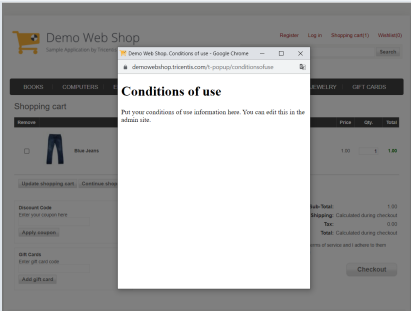 Demo Web Shop
Register Log in Shopping cart(1) Wishlist(0)
Search
Demo Web Shop. Conditions of use - Google Chrome
demowebshop.tricentis.com/t-popup/conditionsofuse
BOOKS COMPUTERS JEWELRY GIFT CARDS
Conditions of use
Put your conditions of use information here. You can edit this in the
admin site.
Shopping cart
Remove Price Qty. Total
Blue Jeans 1.00 1 1.00
Update shopping cart Continue shop
Discount Code
Enter your coupon here
Apply coupon
Gift Cards
Enter gift card code
Add gift card
Sub-Total: 1.00
Shipping: Calculated during checkout
Tax: 0.00
Total: Calculated during checkout
terms of service and I adhere to them
Checkout